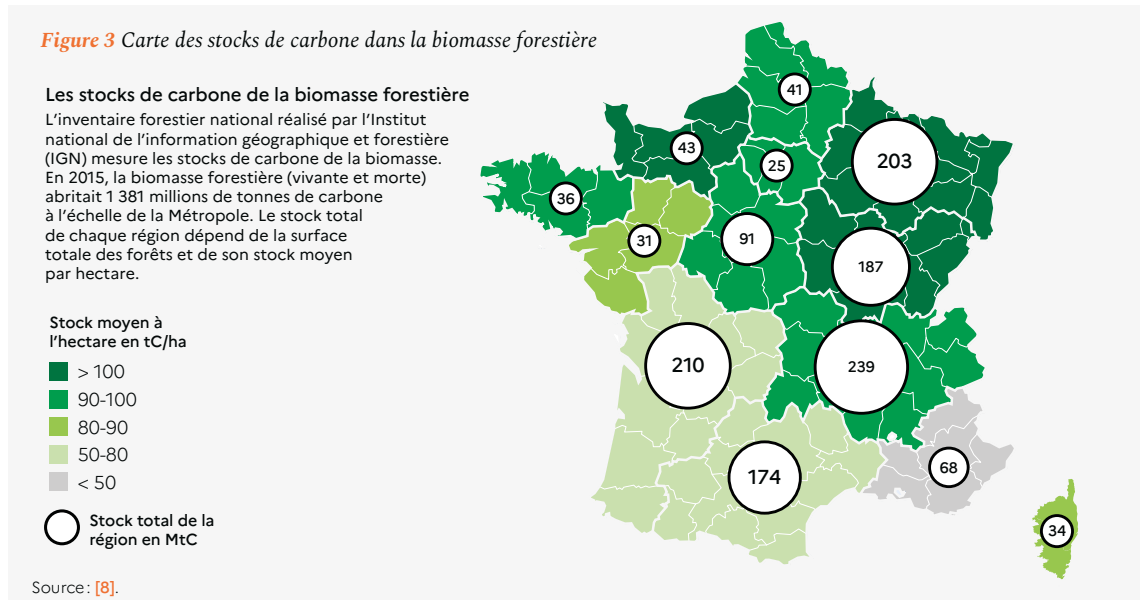 Figure 3 Carte des stocks de carbone dans la biomasse forestière
Les stocks de carbone de la biomasse forestière
L’inventaire forestier national réalisé par l’Institut
national de l’information géographique et forestière
(IGN) mesure les stocks de carbone de la biomasse.
En 2015, la biomasse forestière (vivante et morte)
abritait 1 381 millions de tonnes de carbone
à l’échelle de la Métropole. Le stock total
de chaque région dépend de la surface
totale des forêts et de son stock moyen
par hectare.
Stock moyen à
l’hectare en tC/ha
> 100
90-100
80-90
50-80
< 50
Stock total de la
région en MtC
41
43
25
203
36
31
91
187
210
239
174
68
34
Source : [8].